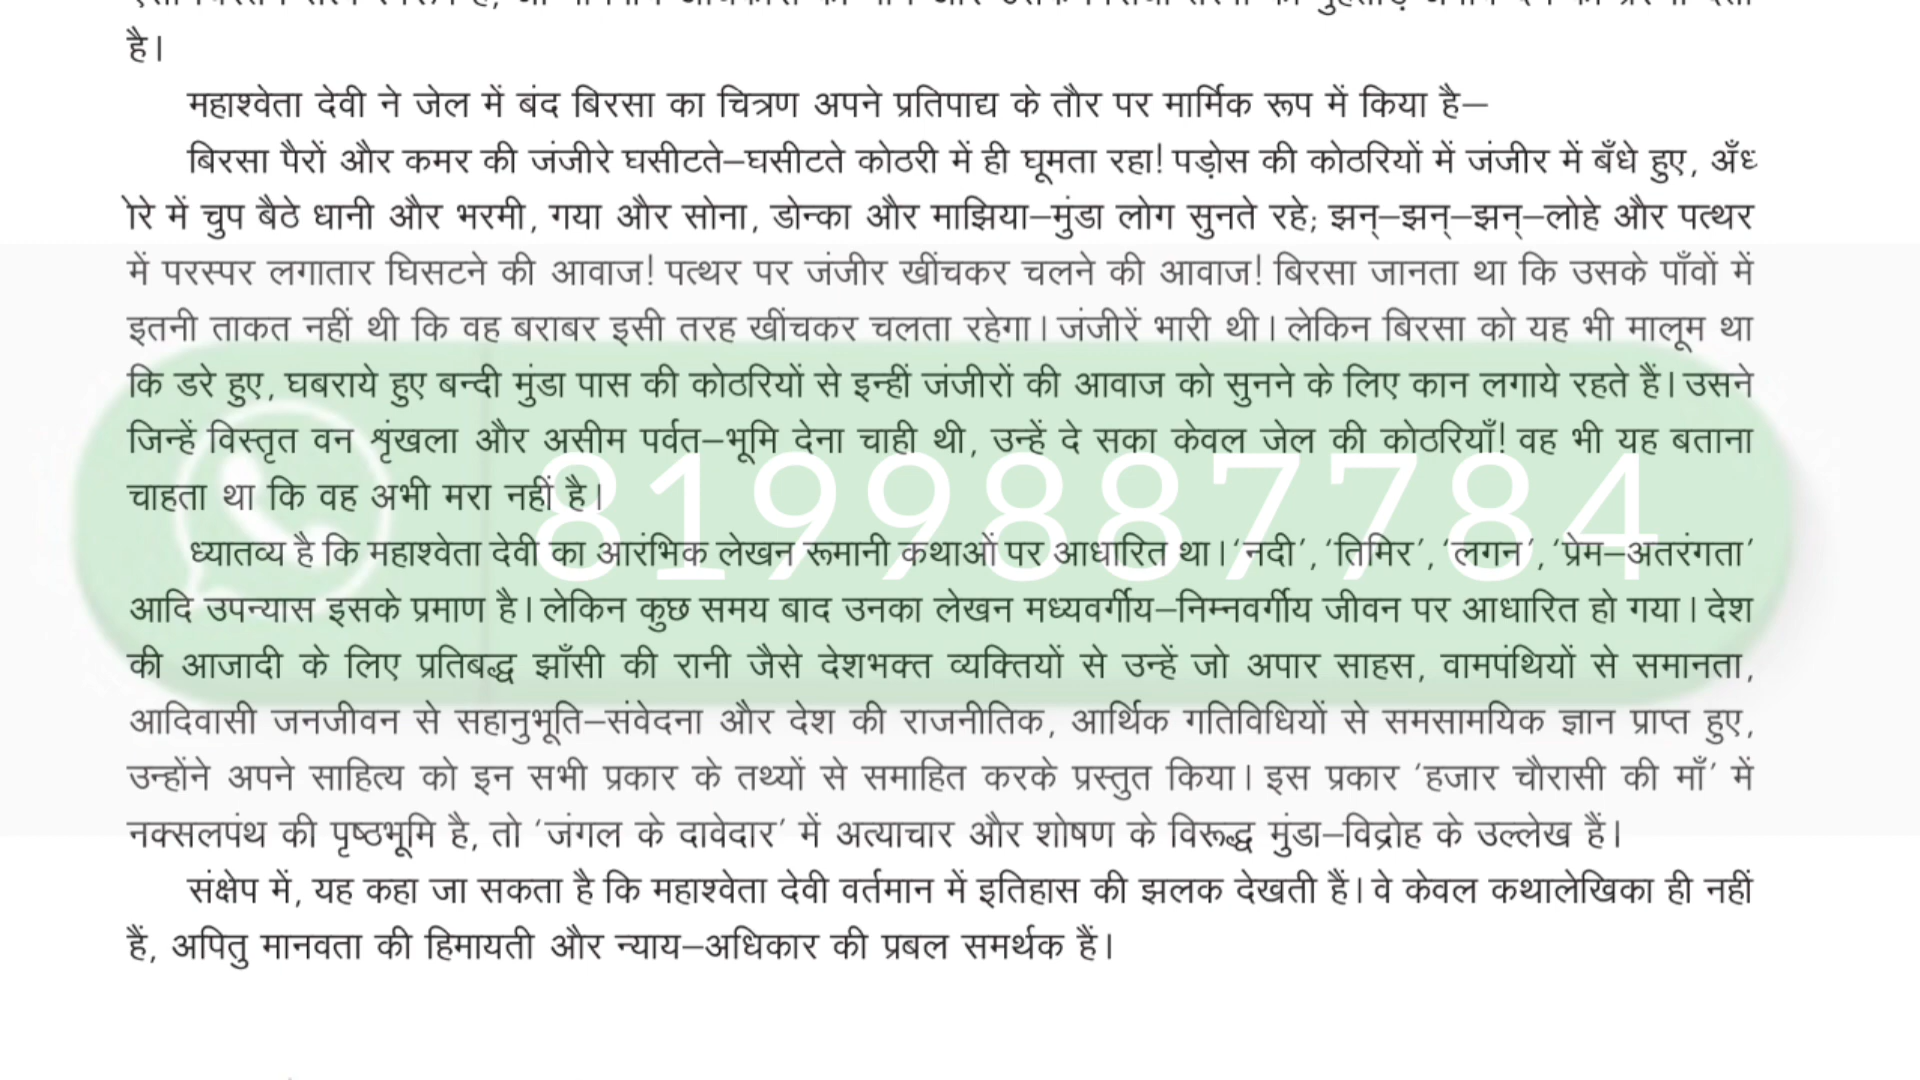 है।
महाश्वेता देवी ने जेल में बंद बिरसा का चित्रण अपने प्रतिपाद्य के तौर पर मार्मिक रूप में किया है–
बिरसा पैरों और कमर की जंजीरे घसीटते–घसीटते कोठरी में ही घूमता रहा! पड़ोस की कोठरियों में जंजीर में बँधे हुए, अँध
ेरे में चुप बैठे धानी और भरमी, गया और सोना, डोन्का और माझिया–मुंडा लोग सुनते रहे; झन्–झन्–झन्–लोहे और पत्थर
में परस्पर लगातार घिसटने की आवाज! पत्थर पर जंजीर खींचकर चलने की आवाज! बिरसा जानता था कि उसके पाँवों में
इतनी ताकत नहीं थी कि वह बराबर इसी तरह खींचकर चलता रहेगा। जंजीरें भारी थी। लेकिन बिरसा को यह भी मालूम था
कि डरे हुए, घबराये हुए बन्दी मुंडा पास की कोठरियों से इन्हीं जंजीरों की आवाज को सुनने के लिए कान लगाये रहते हैं। उसने
जिन्हें विस्तृत वन शृंखला और असीम पर्वत–भूमि देना चाही थी, उन्हें दे सका केवल जेल की कोठरियाँ! वह भी यह बताना
चाहता था कि वह अभी मरा नहीं है।
8199887784
ध्यातव्य है कि महाश्वेता देवी का आरंभिक लेखन रूमानी कथाओं पर आधारित था। ‘नदी’, ‘तिमिर’, ‘लगन’, ‘प्रेम–अतरंगता’
आदि उपन्यास इसके प्रमाण है। लेकिन कुछ समय बाद उनका लेखन मध्यवर्गीय–निम्नवर्गीय जीवन पर आधारित हो गया। देश
की आजादी के लिए प्रतिबद्ध झाँसी की रानी जैसे देशभक्त व्यक्तियों से उन्हें जो अपार साहस, वामपंथियों से समानता,
आदिवासी जनजीवन से सहानुभूति–संवेदना और देश की राजनीतिक, आर्थिक गतिविधियों से समसामयिक ज्ञान प्राप्त हुए,
उन्होंने अपने साहित्य को इन सभी प्रकार के तथ्यों से समाहित करके प्रस्तुत किया। इस प्रकार ‘हजार चौरासी की माँ’ में
नक्सलपंथ की पृष्ठभूमि है, तो ‘जंगल के दावेदार’ में अत्याचार और शोषण के विरूद्ध मुंडा–विद्रोह के उल्लेख हैं।
संक्षेप में, यह कहा जा सकता है कि महाश्वेता देवी वर्तमान में इतिहास की झलक देखती हैं। वे केवल कथालेखिका ही नहीं
हैं, अपितु मानवता की हिमायती और न्याय–अधिकार की प्रबल समर्थक हैं।